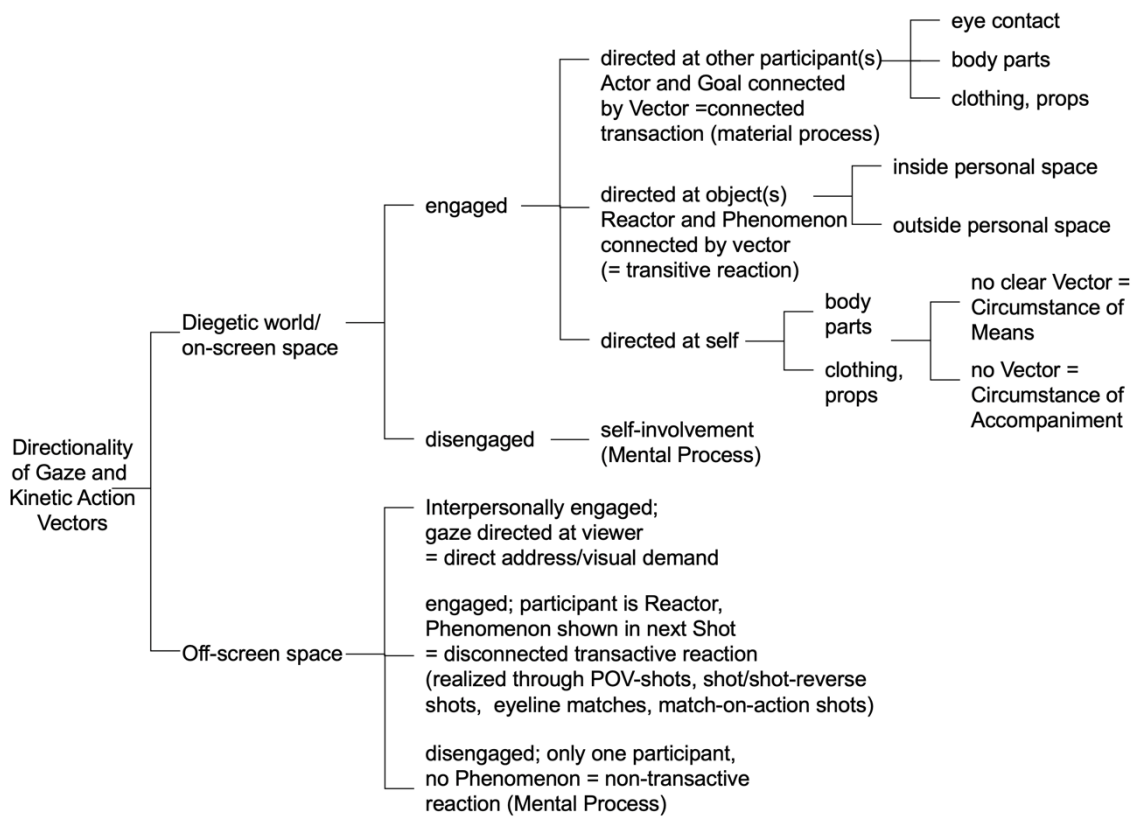 Directionality
of Gaze and
Kinetic Action
Vectors
Diegetic world/
on-screen space
engaged
directed at other participant(s)
Actor and Goal connected
by Vector =connected
transaction (material process)
eye contact
body parts
clothing, props
directed at object(s)
Reactor and Phenomenon
connected by vector
(= transitive reaction)
inside personal space
outside personal space
directed at self
body
parts
clothing,
props
no clear Vector =
Circumstance of
Means
no Vector =
Circumstance of
Accompaniment
disengaged
self-involvement
(Mental Process)
Off-screen space
Interpersonally engaged;
gaze directed at viewer
= direct address/visual demand
engaged; participant is Reactor,
Phenomenon shown in next Shot
= disconnected transactive reaction
(realized through POV-shots, shot/shot-reverse
shots, eyeline matches, match-on-action shots)
disengaged; only one participant,
no Phenomenon = non-transactive
reaction (Mental Process)